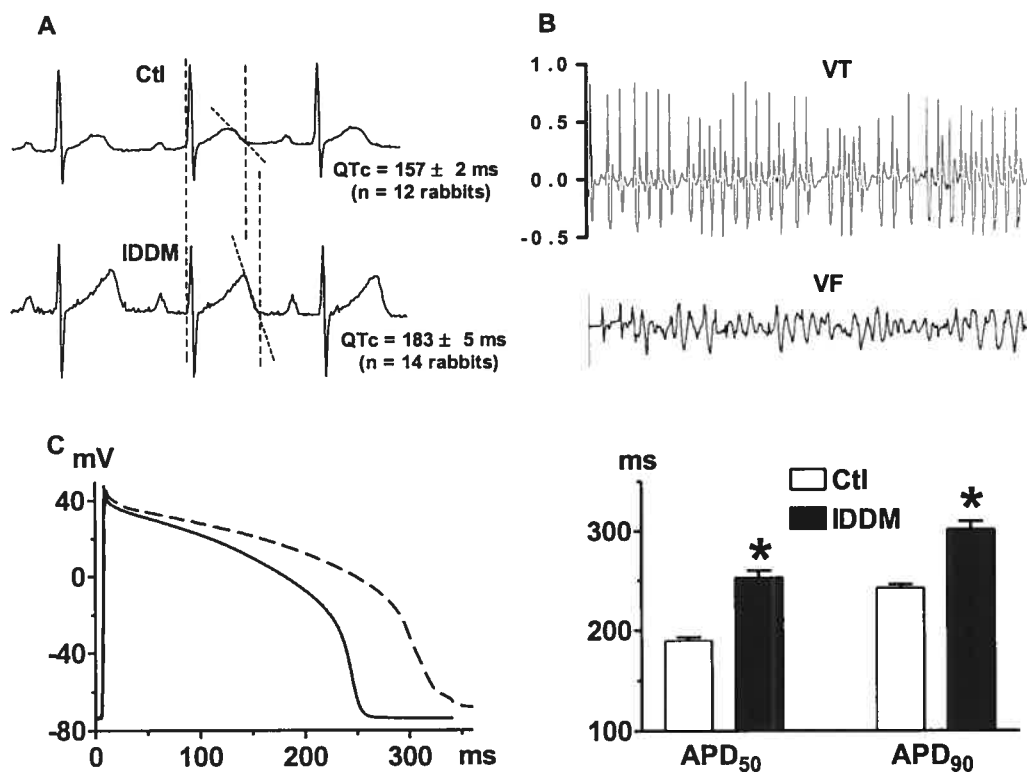 A
Ctl
QTc = 157 ± 2 ms
(n = 12 rabbits)
IDDM
QTc = 183 ± 5 ms
(n = 14 rabbits)
B
VT
1.0
0.5
0.0
-0.5
VF
C
mV
40
0
-40
-80
0
100
200
300
ms
ms
Ctl
IDDM
300
200
100
*
*
APD50
APD90